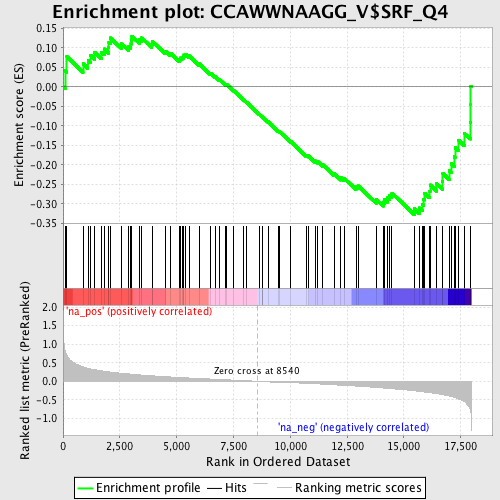 Enrichment plot: CCAWWNAAGG_V$SRF_Q4
Enrichment score (ES)
0.15
0.10
0.05
0.00
-0.05
-0.10
-0.15
-0.20
-0.25
-0.30
-0.35
'na_pos' (positively correlated)
Ranked list metric (PreRanked)
2.0
1.5
1.0
0.5
0.0
-0.5
-1.0
Zero cross at 8540
'na_neg' (negatively correlated)
0
2,500
5,000
7,500
10,000
12,500
15,000
17,500
Rank in Ordered Dataset
Enrichment profile
Hits
Ranking metric scores